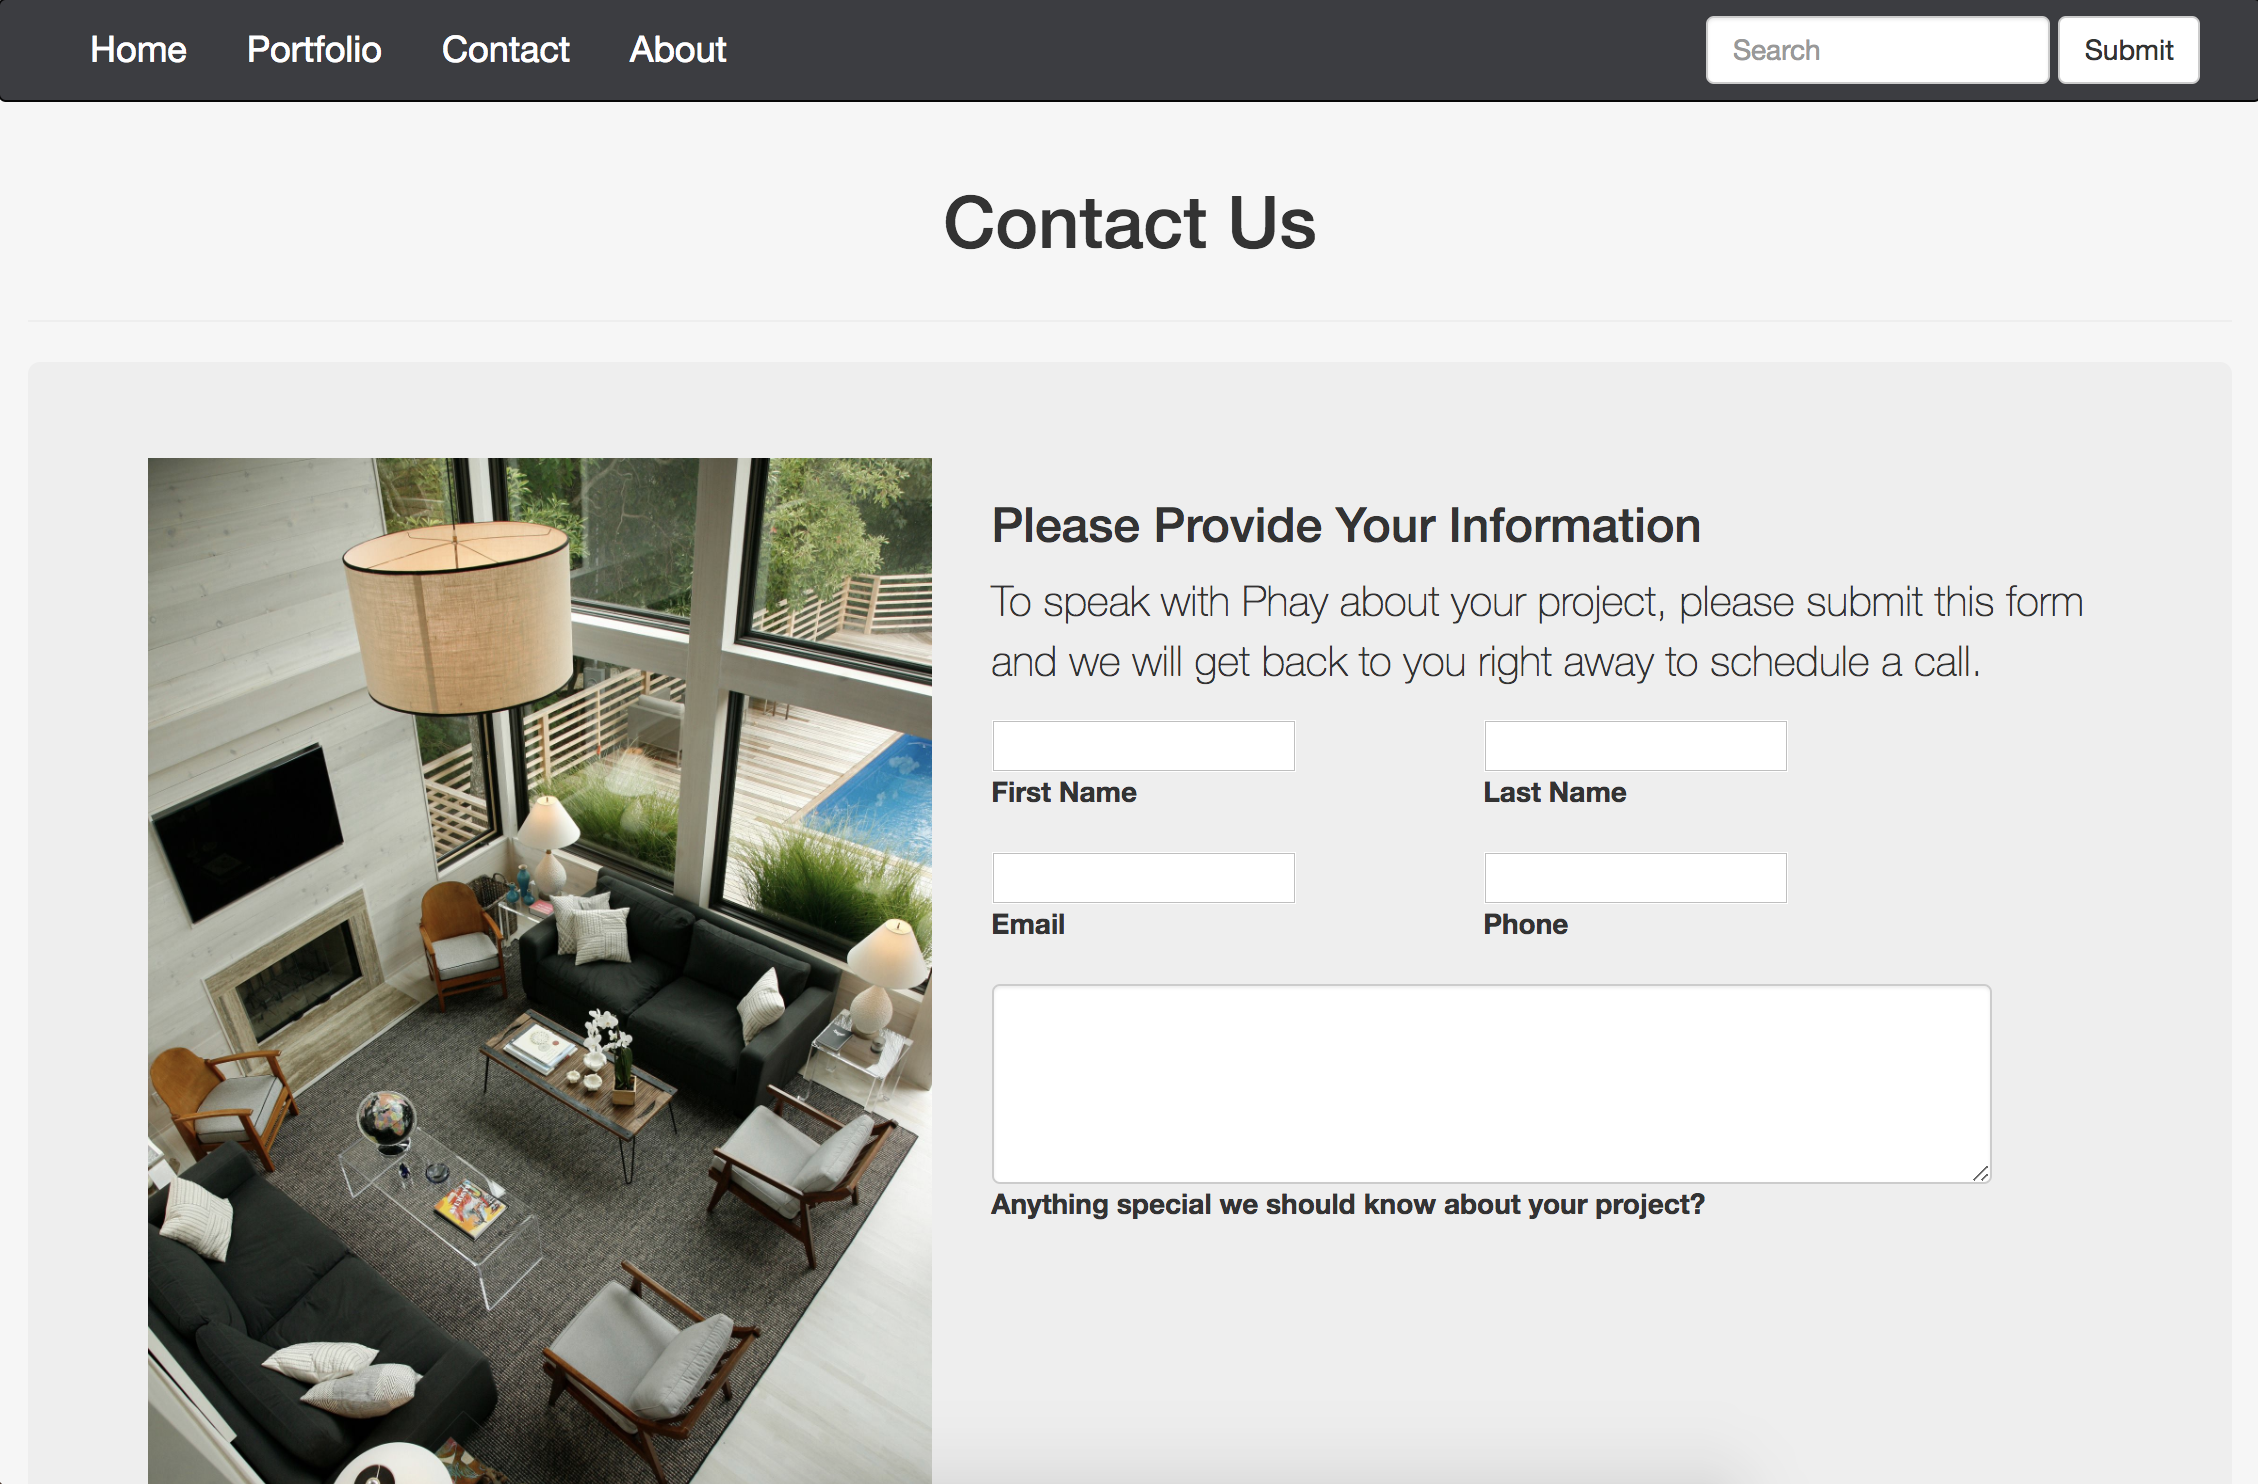 Home Portfolio Contact About Search Submit
Contact Us
Please Provide Your Information
To speak with Phay about your project, please submit this form
and we will get back to you right away to schedule a call.
First Name Last Name
Email Phone
Anything special we should know about your project?